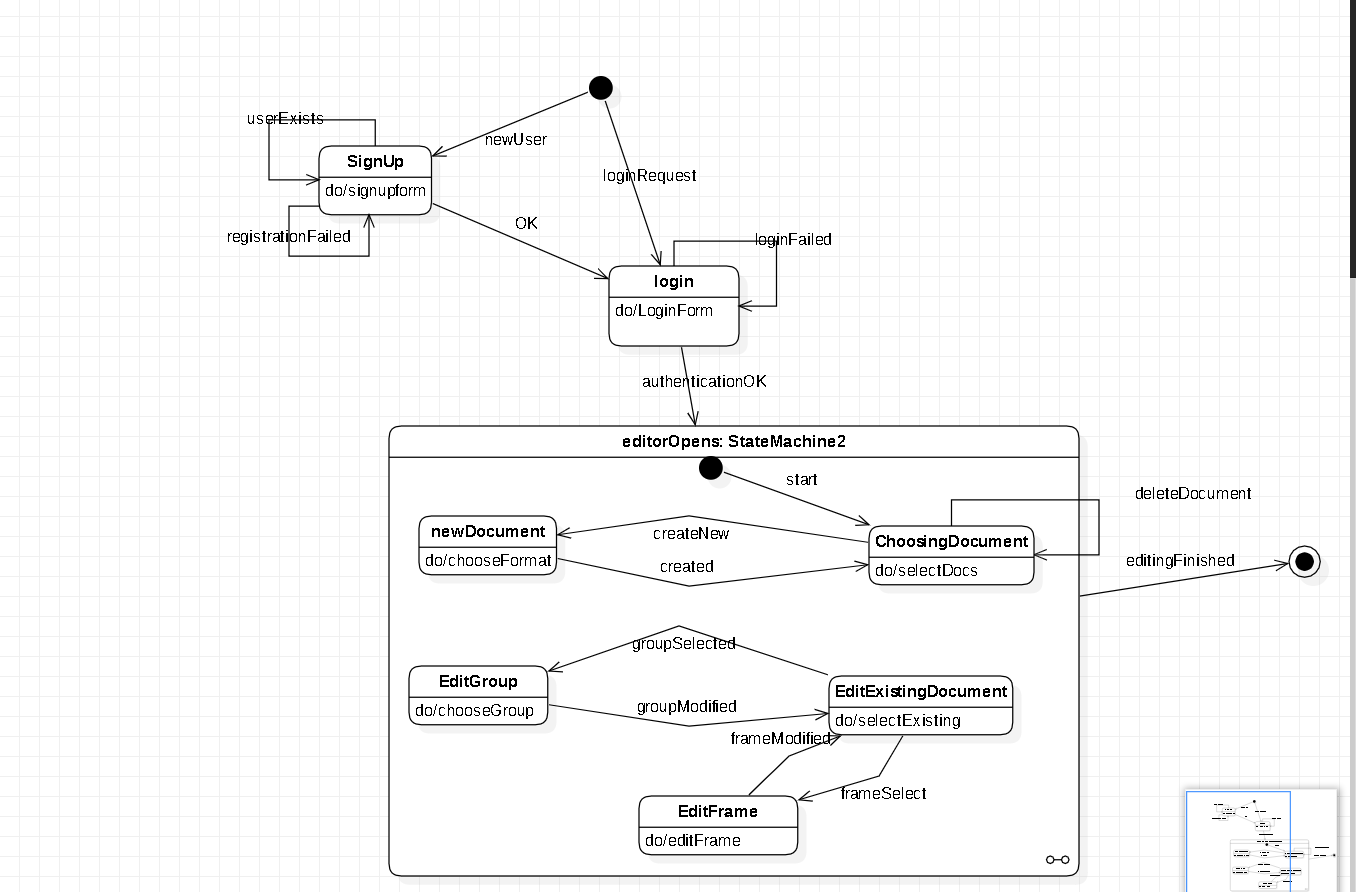 userExists
newUser
SignUp
do/signupform
loginRequest
OK
registrationFailed
loginFailed
login
do/LoginForm
authenticationOK
editorOpens: StateMachine2
start
deleteDocument
newDocument
do/chooseFormat
createNew
created
ChoosingDocument
do/selectDocs
editingFinished
groupSelected
EditGroup
do/chooseGroup
groupModified
EditExistingDocument
do/selectExisting
frameModified
frameSelect
EditFrame
do/editFrame